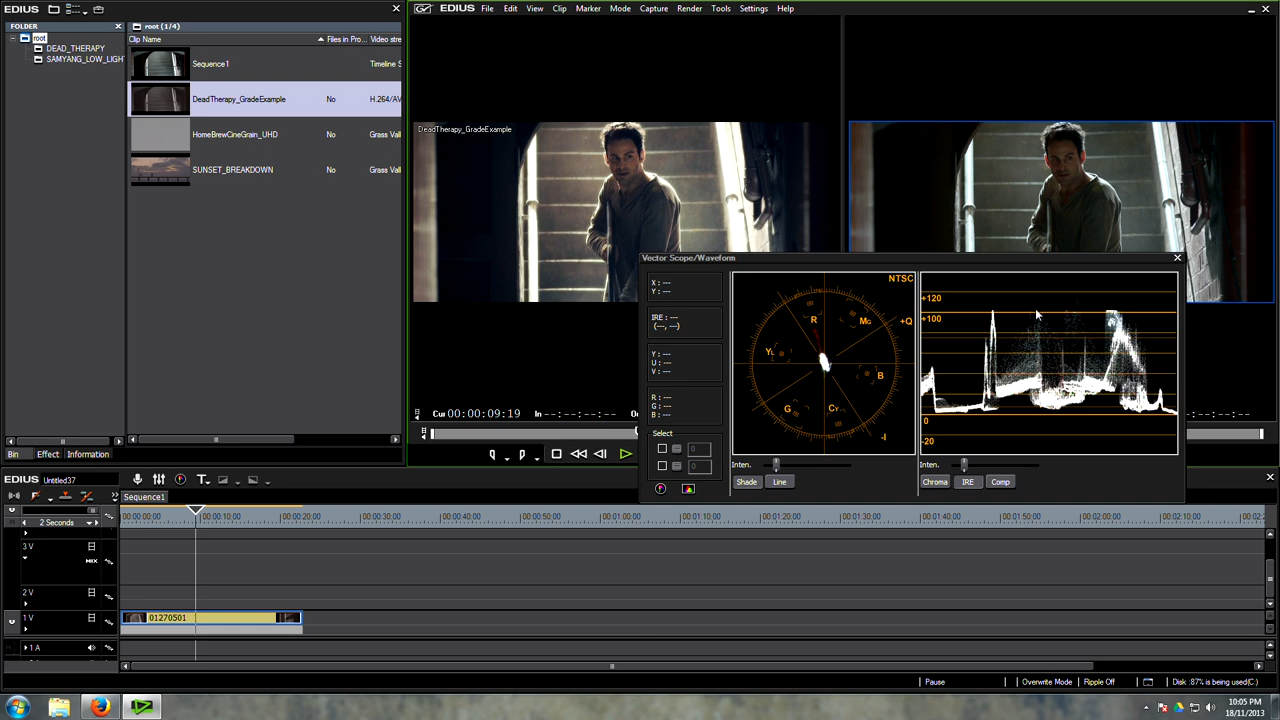 EDIUS
FOLDER
root
DEAD_THERAPY
SAMYANG_LOW_LIGH
root (1/4)
Clip Name Files in Pro... Video stre
Sequence1 Timeline S
DeadTherapy_GradeExample No H.264/AV
HomeBrewCineGrain_UHD No Grass Val
SUNSET_BREAKDOWN No Grass Val
Bin Effect Information
EDIUS File Edit View Clip Marker Mode Capture Render Tools Settings Help
DeadTherapy_GradeExample
Cur 00:00:09:19 In --:--:--:--
Vector Scope/Waveform
X : ---
Y : ---
IRE : ---
(---, ---)
Y : ---
U : ---
V : ---
R : ---
G : ---
B : ---
Select
0
0
NTSC
R
MG
+Q
YL
B
G
CY
-I
Inten.
Shade Line
+120
+100
0
-20
Inten.
Chroma IRE Comp
EDIUS Untitled37
Sequence1
2 Seconds
00:00:00:00 00:00:10:00 00:00:20:00 00:00:30:00 00:00:40:00 00:00:50:00 00:01:00:00 00:01:10:00 00:01:20:00 00:01:30:00 00:01:40:00 00:01:50:00 00:02:00:00 00:02:10:00 00:02:2
3 V
MIX
2 V
1 V
01270501
1 A
Pause Overwrite Mode Ripple Off Disk :87% is being used(C:)
10:05 PM
18/11/2013